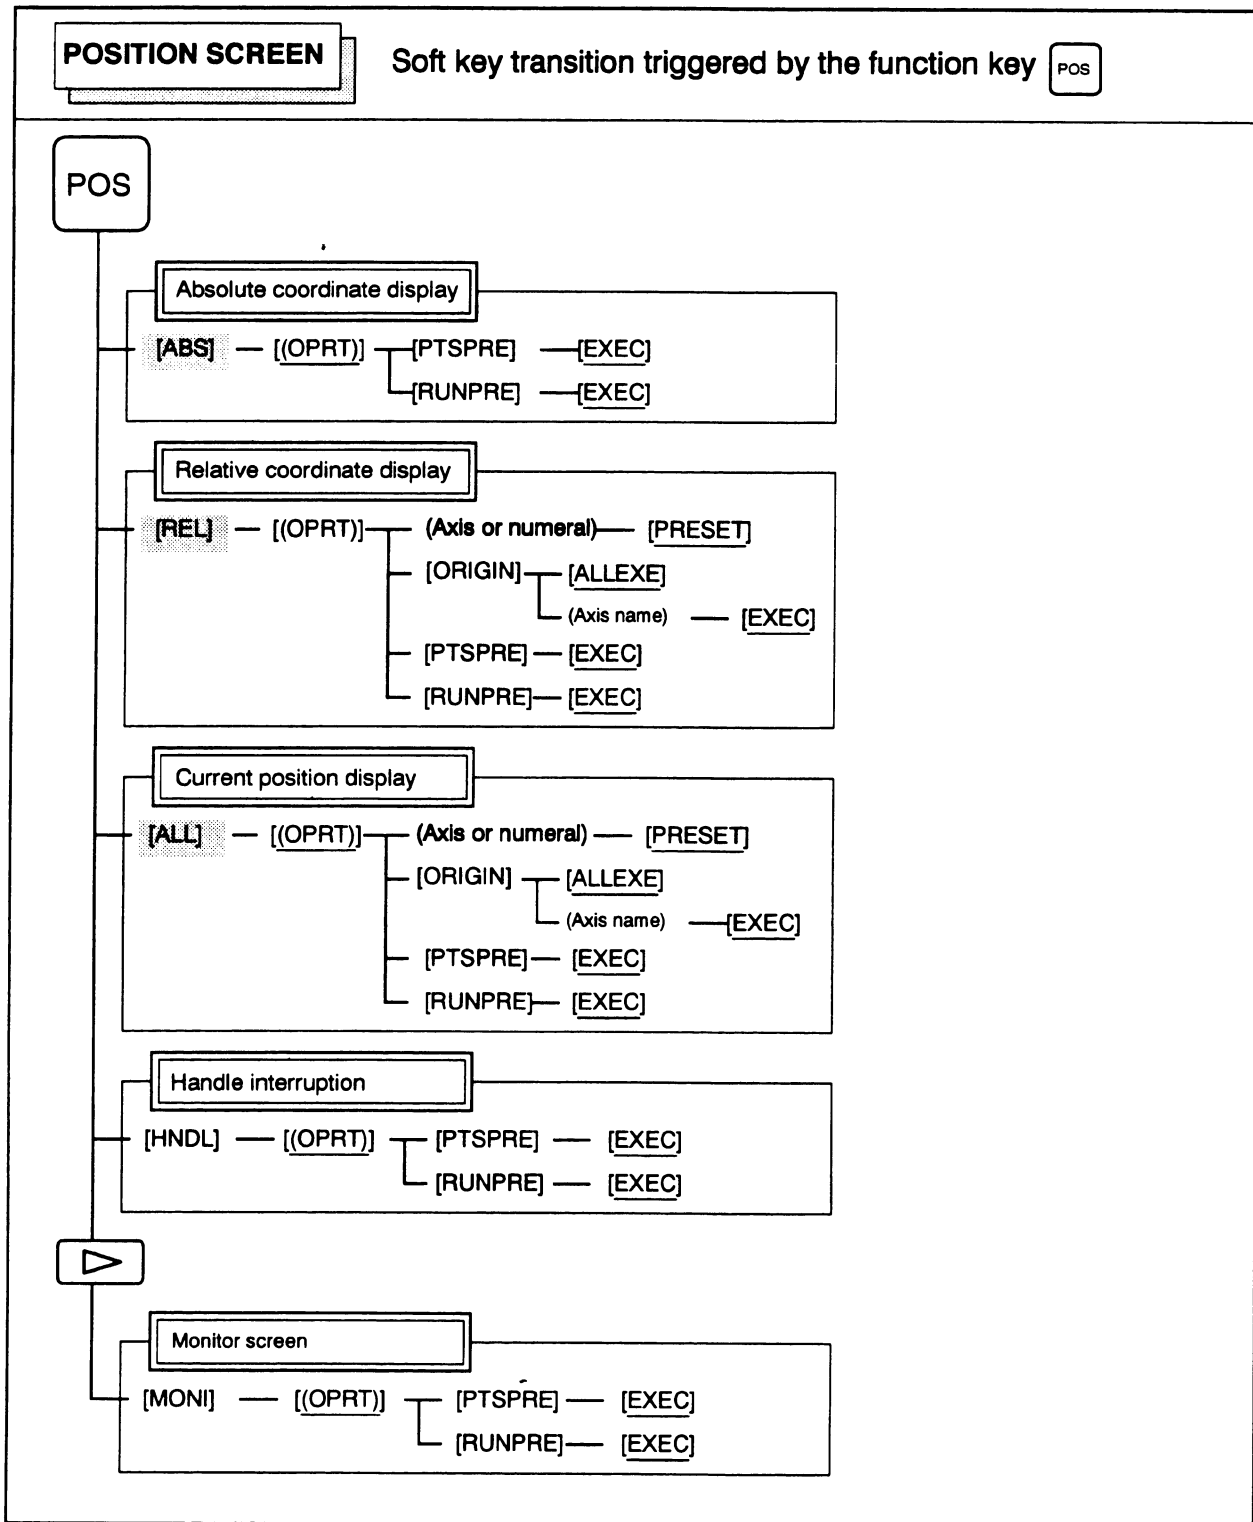 POSITION SCREEN Soft key transition triggered by the function key POS
POS
Absolute coordinate display
[ABS] [(OPRT)] [PTSPRE] [EXEC]
[RUNPRE] [EXEC]
Relative coordinate display
[REL] [(OPRT)] (Axis or numeral) [PRESET]
[ORIGIN] [ALLEXE]
(Axis name) [EXEC]
[PTSPRE] [EXEC]
[RUNPRE] [EXEC]
Current position display
[ALL] [(OPRT)] (Axis or numeral) [PRESET]
[ORIGIN] [ALLEXE]
(Axis name) [EXEC]
[PTSPRE] [EXEC]
[RUNPRE] [EXEC]
Handle interruption
[HNDL] [(OPRT)] [PTSPRE] [EXEC]
[RUNPRE] [EXEC]
Monitor screen
[MONI] [(OPRT)] [PTSPRE] [EXEC]
[RUNPRE] [EXEC]